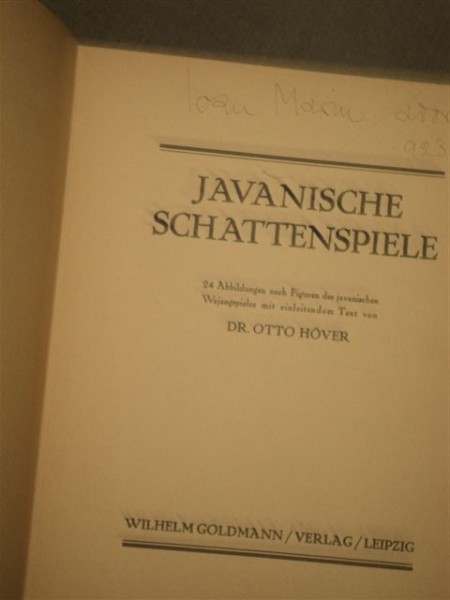 Ioan Marin
923
JAVANISCHE
SCHATTENSPIELE
24 Abbildungen nach Figuren des javanischen
Wajangspieles mit einleitendem Text von
DR. OTTO HÖVER
WILHELM GOLDMANN / VERLAG / LEIPZIG